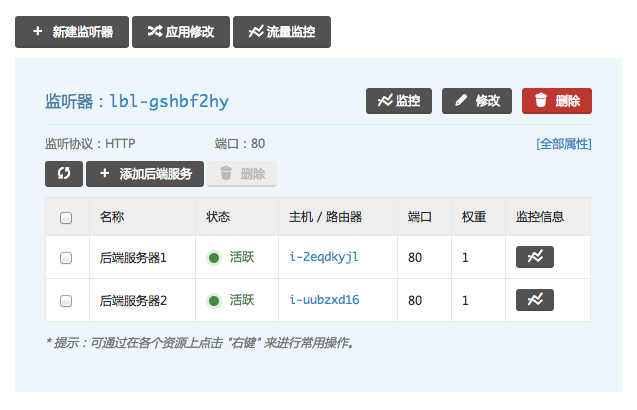 新建监听器 应用修改 流量监控
监听器：lbl-gshbf2hy 监控 修改 删除
监听协议：HTTP 端口：80 [全部属性]
添加后端服务 删除
名称 状态 主机 / 路由器 端口 权重 监控信息
后端服务器1 活跃 i-2eqdkyjl 80 1
后端服务器2 活跃 i-uubzxd16 80 1
* 提示：可通过在各个资源上点击 "右键" 来进行常用操作。